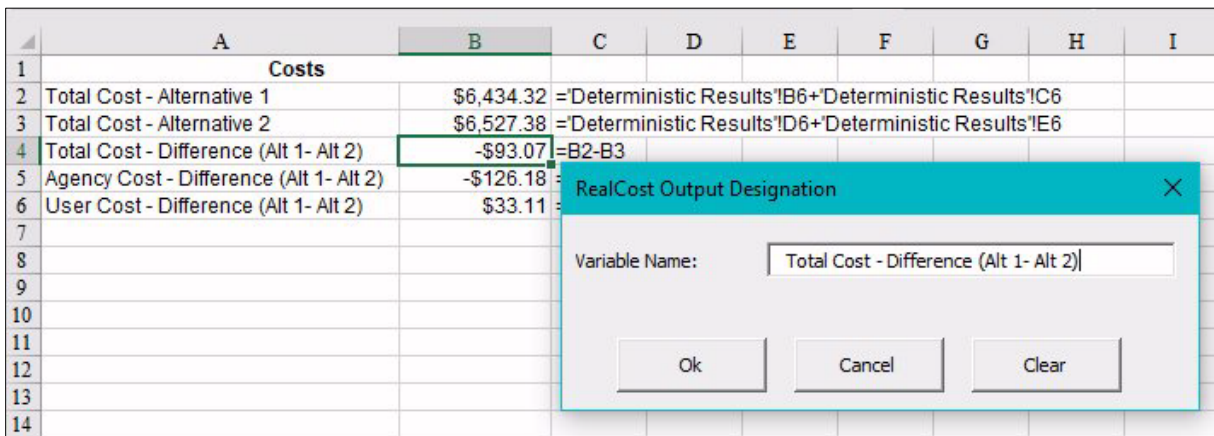 A B C D E F G H I
1 Costs
2 Total Cost - Alternative 1 $6,434.32 ='Deterministic Results'!B6+'Deterministic Results'!C6
3 Total Cost - Alternative 2 $6,527.38 ='Deterministic Results'!D6+'Deterministic Results'!E6
4 Total Cost - Difference (Alt 1- Alt 2) -$93.07 =B2-B3
5 Agency Cost - Difference (Alt 1- Alt 2) -$126.18 =
6 User Cost - Difference (Alt 1- Alt 2) $33.11 =
7
8
9
10
11
12
13
14
RealCost Output Designation
Variable Name: Total Cost - Difference (Alt 1- Alt 2)
Ok Cancel Clear